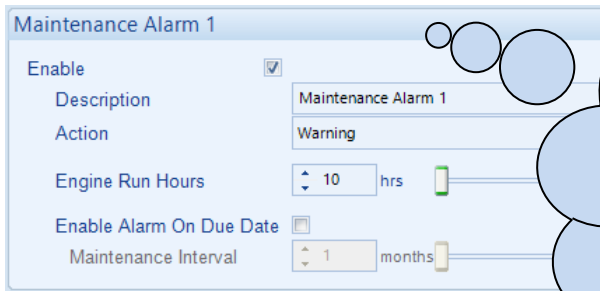 Maintenance Alarm 1
Enable
Description Maintenance Alarm 1
Action Warning
Engine Run Hours 10 hrs
Enable Alarm On Due Date
Maintenance Interval 1 months